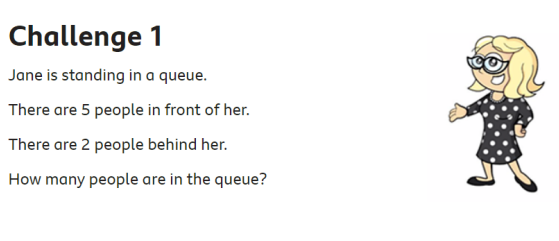 Challenge 1
Jane is standing in a queue.
There are 5 people in front of her.
There are 2 people behind her.
How many people are in the queue?